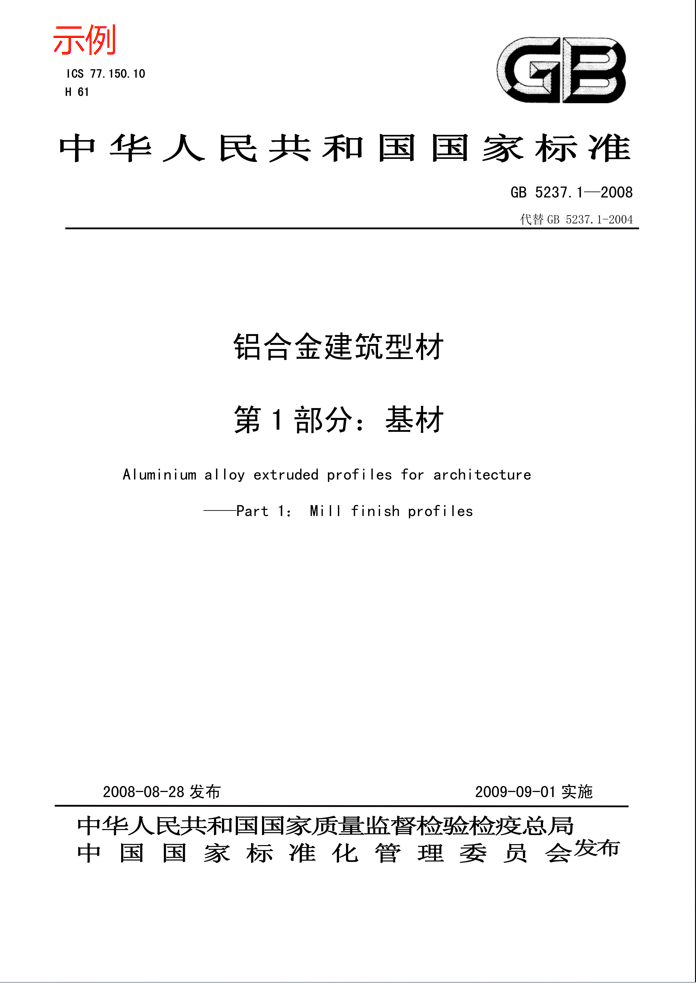 示例
ICS 77.150.10
H 61
GB
中华人民共和国国家标准
GB 5237.1—2008
代替 GB 5237.1-2004
铝合金建筑型材
第 1 部分：基材
Aluminium alloy extruded profiles for architecture
——Part 1： Mill finish profiles
2008-08-28 发布 2009-09-01 实施
中华人民共和国国家质量监督检验检疫总局
中国国家标准化管理委员会 发布